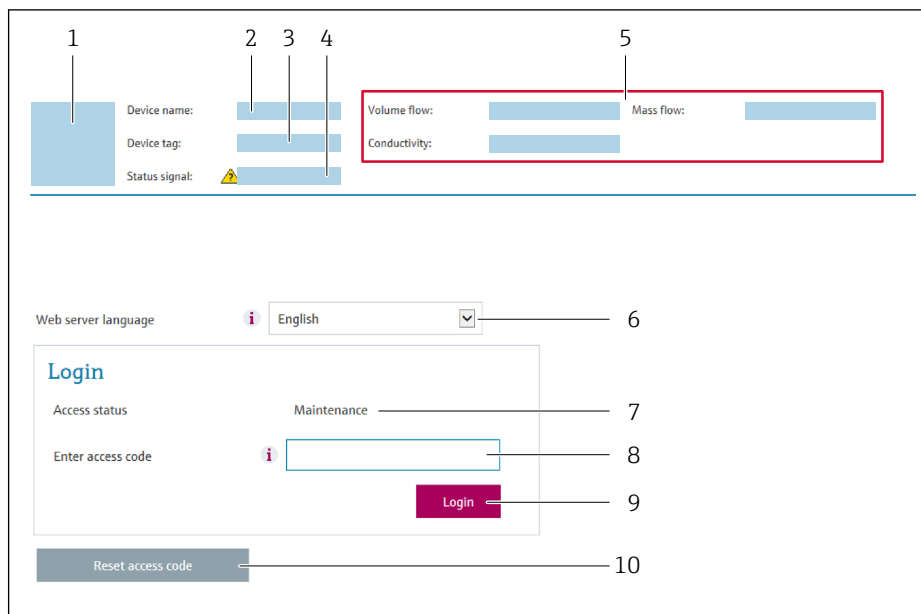 1 2 3 4 5
Device name: Volume flow: Mass flow:
Device tag: Conductivity:
Status signal: ?
Web server language i English 6
Login
Access status Maintenance 7
Enter access code i 8
Login 9
Reset access code 10